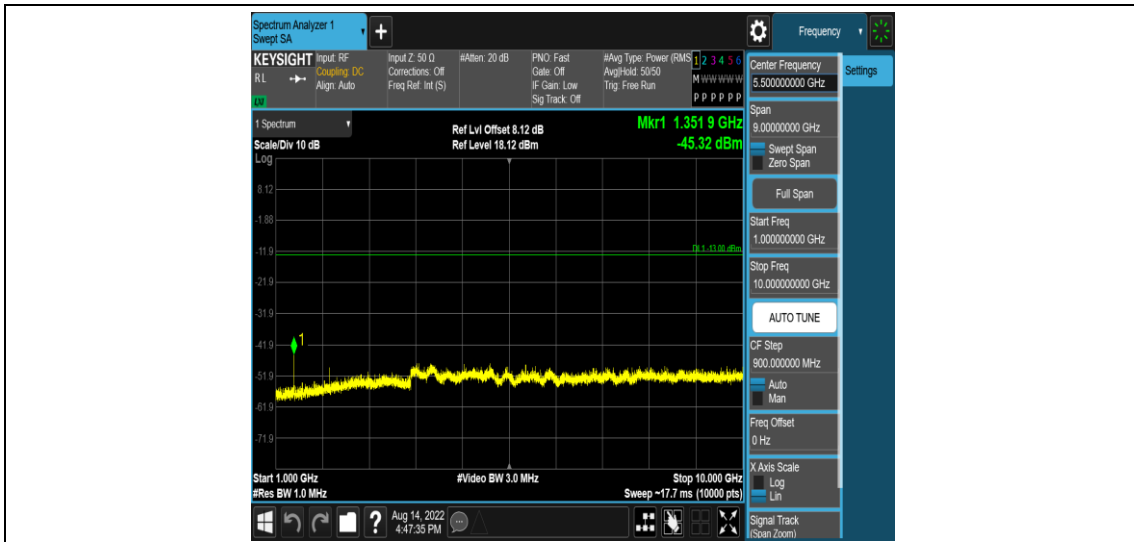 Spectrum Analyzer 1
Swept SA
+
Frequency
KEYSIGHT
RL
LXI
Input: RF
Coupling: DC
Align: Auto
Input Z: 50 Ω
Corrections: Off
Freq Ref: Int (S)
#Atten: 20 dB
PNO: Fast
Gate: Off
IF Gain: Low
Sig Track: Off
#Avg Type: Power (RMS
Avg|Hold: 50/50
Trig: Free Run
1 2 3 4 5 6
M W W W W W
P P P P P P
Center Frequency
5.500000000 GHz
Settings
Span
9.00000000 GHz
Swept Span
Zero Span
Full Span
Start Freq
1.000000000 GHz
Stop Freq
10.000000000 GHz
AUTO TUNE
CF Step
900.000000 MHz
Auto
Man
Freq Offset
0 Hz
X Axis Scale
Log
Lin
Signal Track
(Span Zoom)
1 Spectrum
Scale/Div 10 dB
Ref Lvl Offset 8.12 dB
Ref Level 18.12 dBm
Mkr1 1.351 9 GHz
-45.32 dBm
Log
8.12
-1.88
-11.9
DL1 -13.00 dBm
-21.9
-31.9
-41.9
1
-51.9
-61.9
-71.9
Start 1.000 GHz
#Video BW 3.0 MHz
Stop 10.000 GHz
#Res BW 1.0 MHz
Sweep ~17.7 ms (10000 pts)
?
Aug 14, 2022
4:47:35 PM